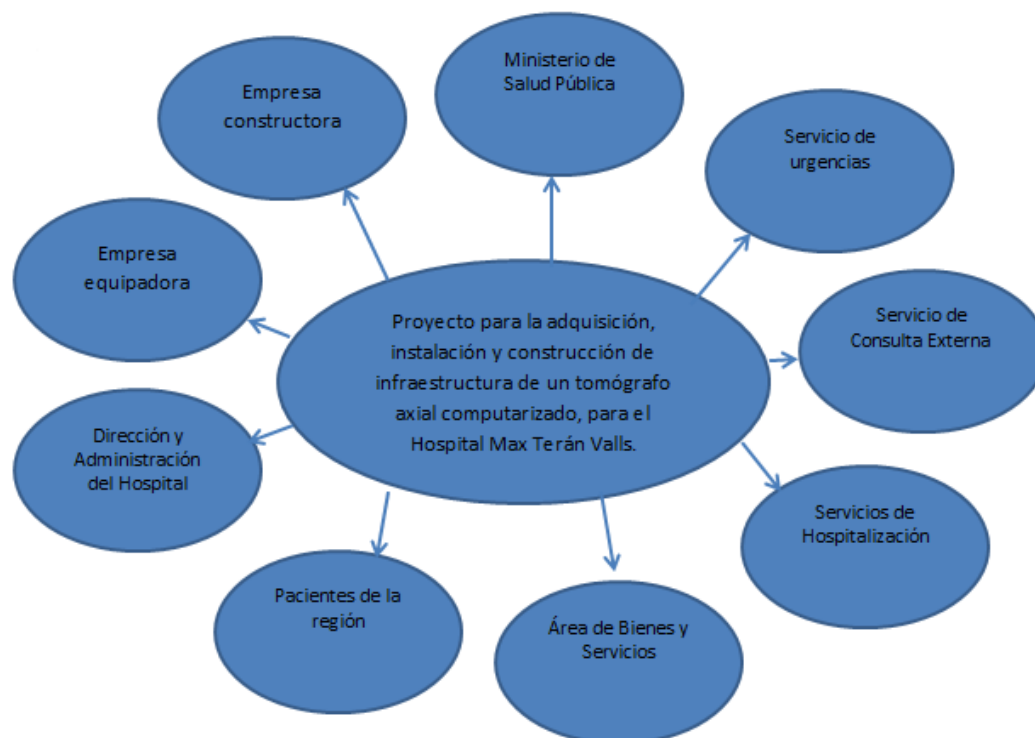 Ministerio de
Salud Pública
Empresa
constructora
Servicio de
urgencias
Empresa
equipadora
Servicio de
Consulta Externa
Proyecto para la adquisición,
instalación y construcción de
infraestructura de un tomógrafo
axial computarizado, para el
Hospital Max Terán Valls.
Dirección y
Administración
del Hospital
Servicios de
Hospitalización
Pacientes de la
región
Área de Bienes y
Servicios